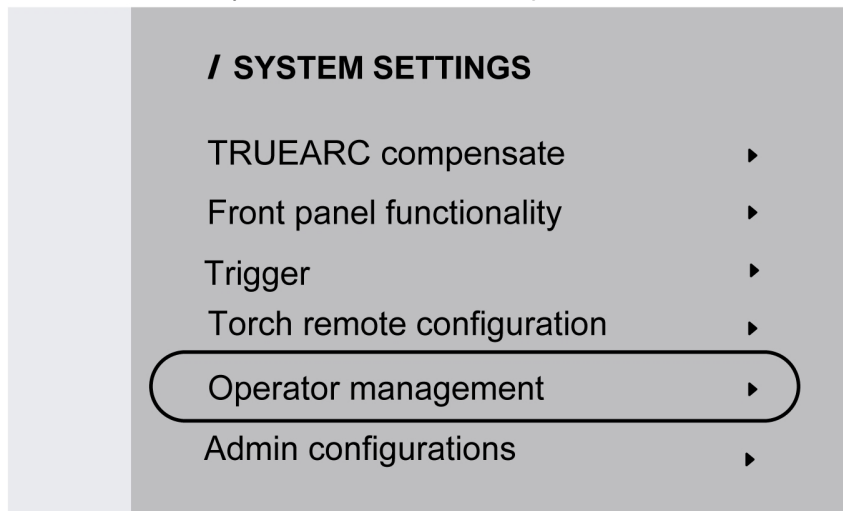 / SYSTEM SETTINGS
TRUEARC compensate
Front panel functionality
Trigger
Torch remote configuration
Operator management
Admin configurations